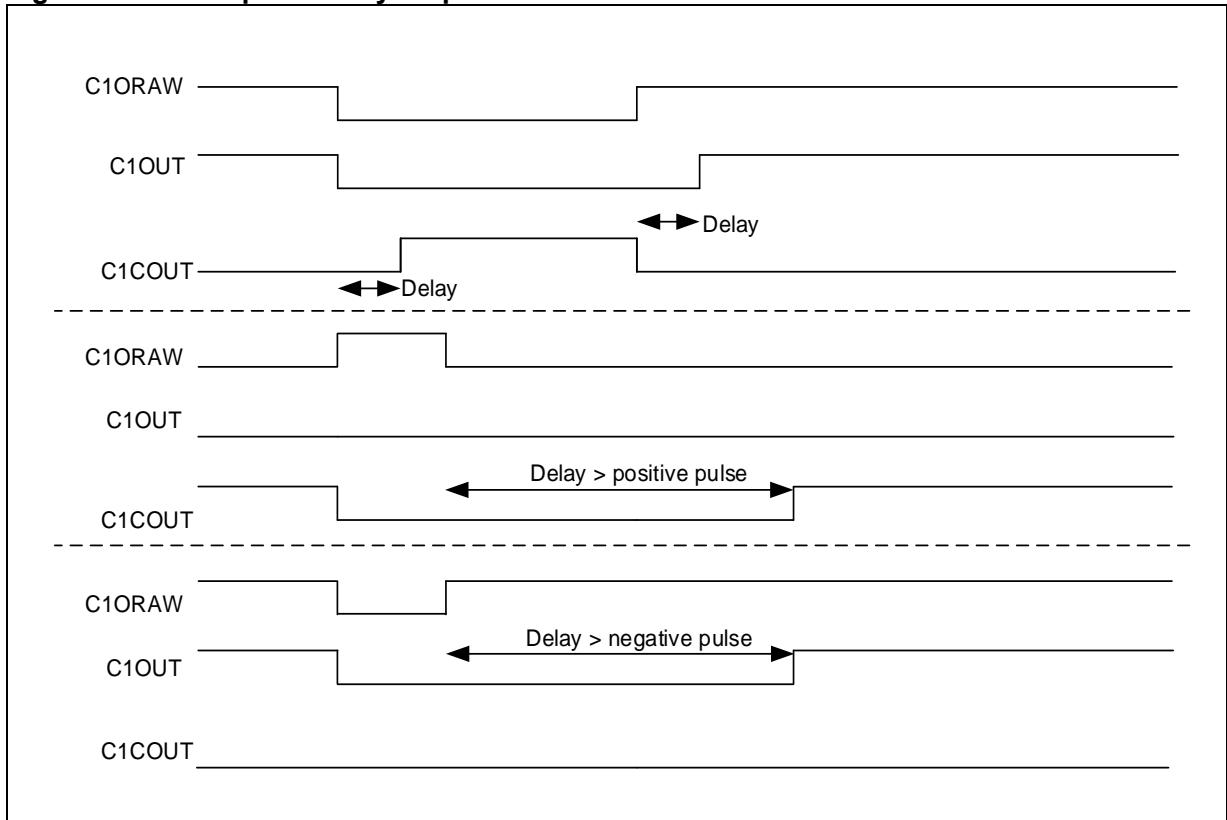 C1ORAW
C1OUT
Delay
C1COUT
Delay
C1ORAW
C1OUT
Delay > positive pulse
C1COUT
C1ORAW
Delay > negative pulse
C1OUT
C1COUT